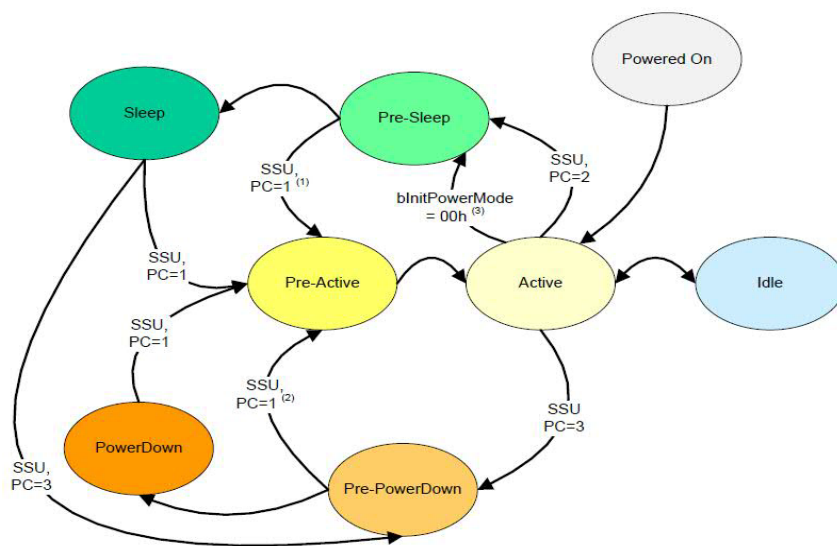 Powered On
Sleep
Pre-Sleep
SSU,
PC=1 (1)
bInitPowerMode
= 00h (3)
SSU,
PC=2
SSU,
PC=1
Pre-Active
Active
Idle
SSU,
PC=1
SSU,
PC=1 (2)
SSU
PC=3
PowerDown
SSU,
PC=3
Pre-PowerDown